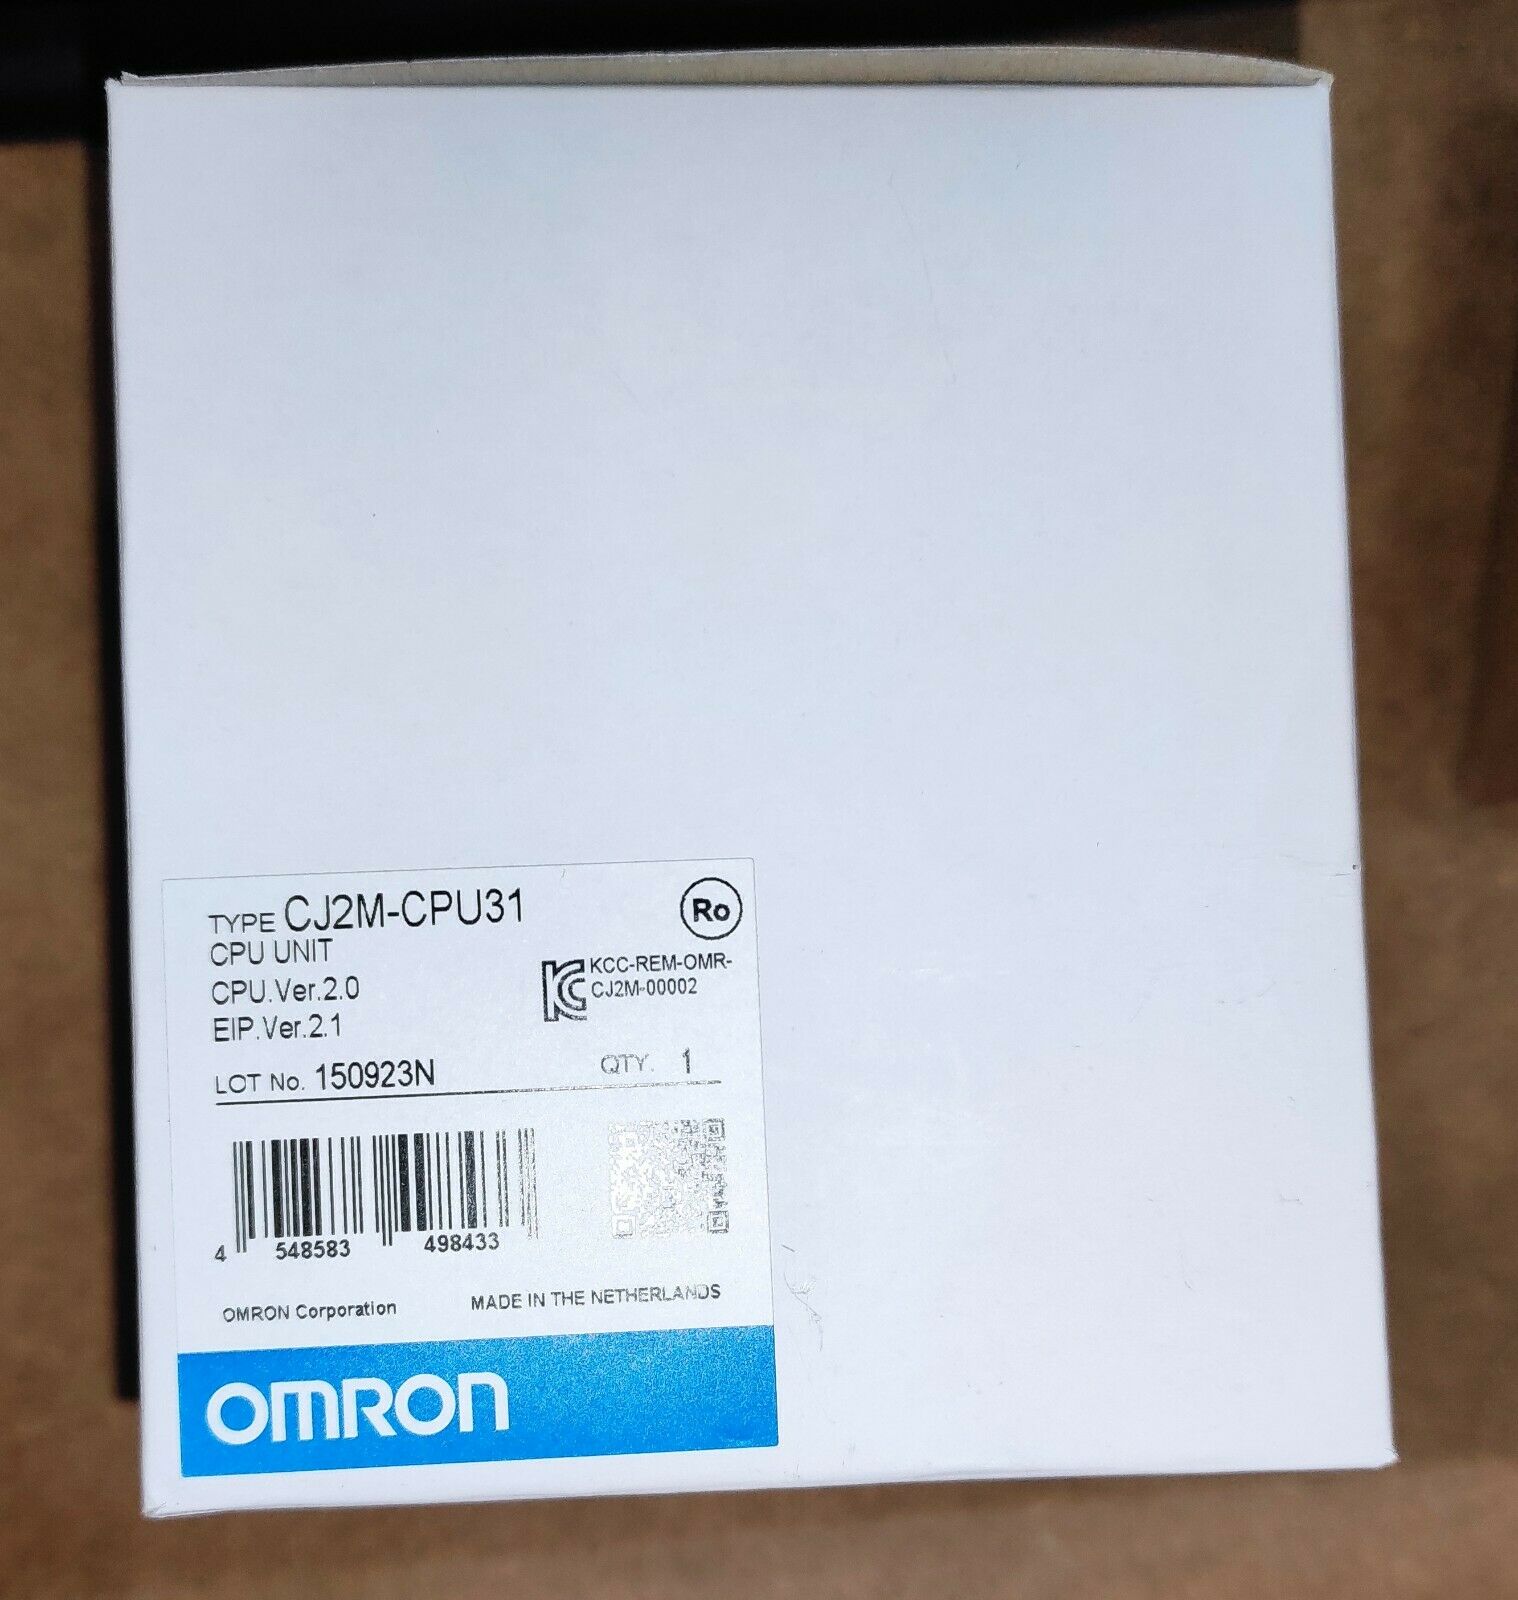 TYPE CJ2M-CPU31
Ro
CPU UNIT
KCC-REM-OMR-
CJ2M-00002
CPU.Ver.2.0
EIP.Ver.2.1
LOT No. 150923N QTY. 1
4 548583 498433
OMRON Corporation MADE IN THE NETHERLANDS
OMRON